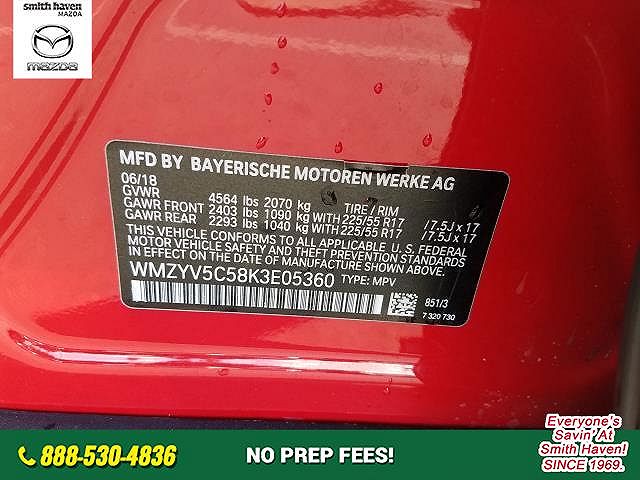 smith haven
MAZDA
mazda
MFD BY BAYERISCHE MOTOREN WERKE AG
06/18
GVWR 4564 lbs 2070 kg TIRE / RIM
GAWR FRONT 2403 lbs 1090 kg WITH 225/55 R17 /7.5J x 17
GAWR REAR 2293 lbs 1040 kg WITH 225/55 R17 /7.5J x 17
THIS VEHICLE CONFORMS TO ALL APPLICABLE U. S. FEDERAL
MOTOR VEHICLE SAFETY AND THEFT PREVENTION STANDARDS
IN EFFECT ON THE DATE OF MANUFACTURE SHOWN ABOVE.
WMZYV5C58K3E05360 TYPE: MPV
851/3
7 320 730
888-530-4836
NO PREP FEES!
Everyone's
Savin' At
Smith Haven!
SINCE 1969.